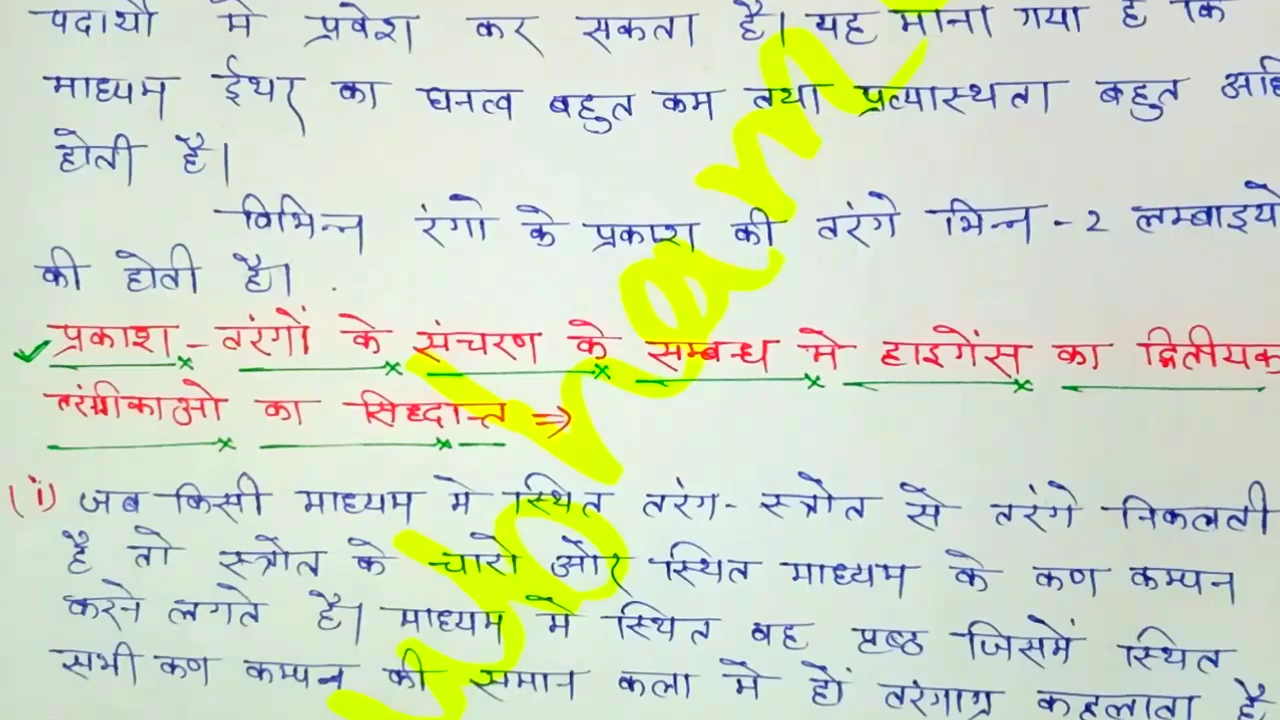 पदार्थो मे प्रवेश कर सकता है। यह माना गया है कि
माध्यम ईथर का घनत्व बहुत कम तथा प्रत्यास्थता बहुत अधि
होती है।
विभिन्न रंगो के प्रकाश की तरंगे भिन्न - 2 लम्बाइयो
की होती है।
प्रकाश - तरंगों के संचरण के सम्बन्ध मे हाइगेंस का द्वितीयक
तरंगीकाओ का सिध्दान्त ⇒
(i) जब किसी माध्यम मे स्थित तरंग - स्त्रोत से तरंगे निकलती
है तो स्त्रोत के चारो ओर स्थित माध्यम के कण कम्पन
करने लगते है। माध्यम मे स्थित वह प्रष्ठ जिसमें स्थित
सभी कण कम्पन की समान कला मे हों तरंगाग्र कहलाता है